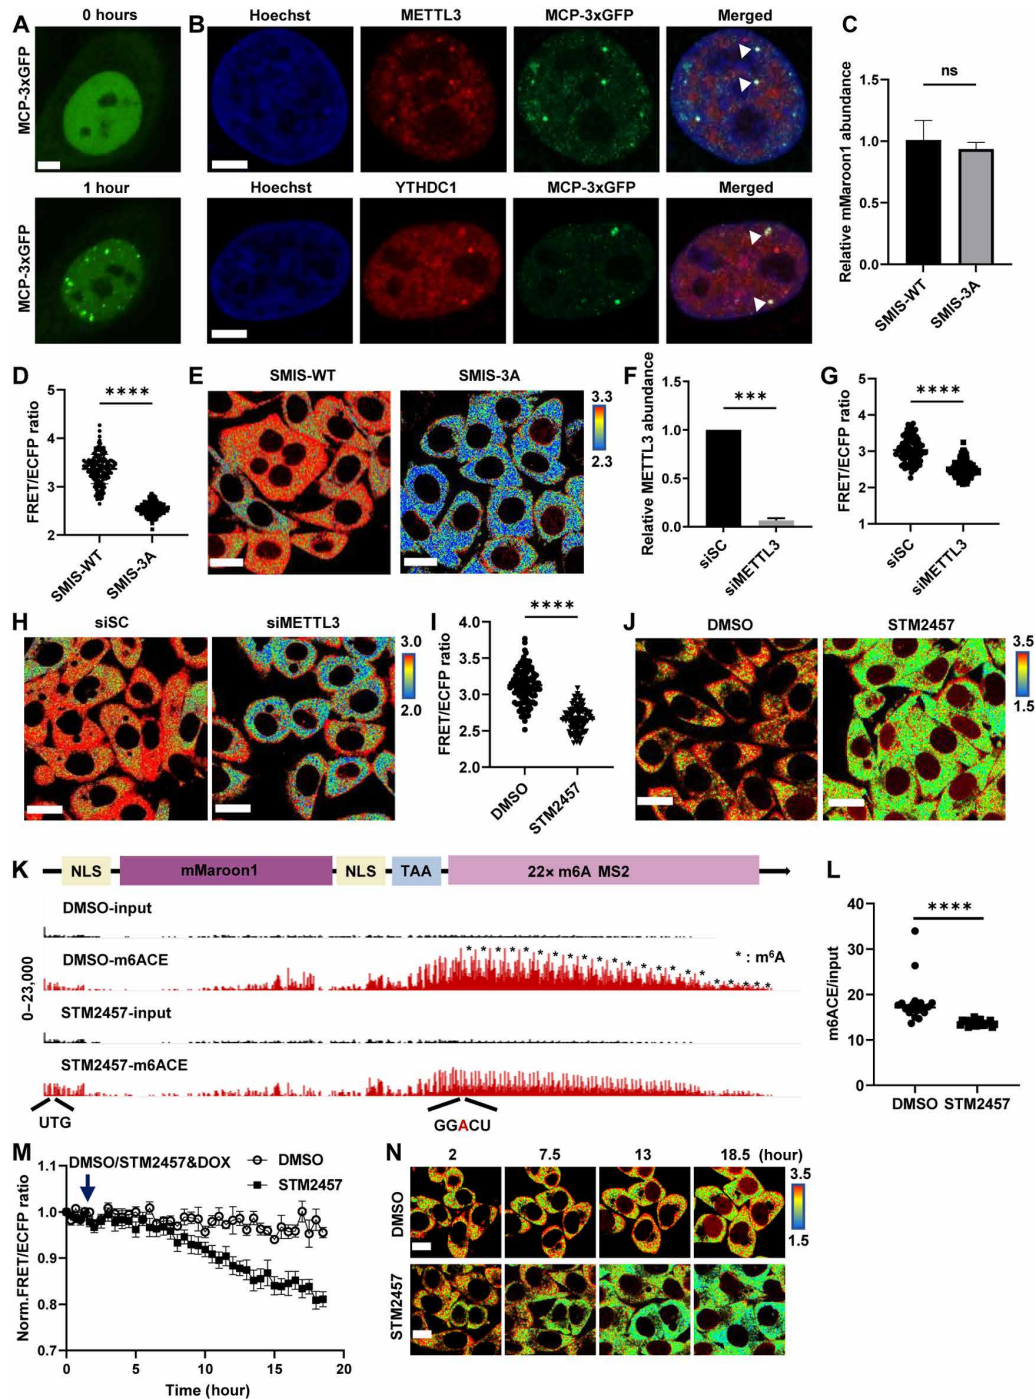 A
0 hours
MCP-3xGFP
1 hour
MCP-3xGFP
B
Hoechst METTL3 MCP-3xGFP Merged
Hoechst YTHDC1 MCP-3xGFP Merged
C
Relative mMaroon1 abundance
ns
1.5
1.0
0.5
0.0
SMIS-WT
SMIS-3A
D
FRET/ECFP ratio
****
5
4
3
2
SMIS-WT
SMIS-3A
E
SMIS-WT SMIS-3A
3.3
2.3
F
Relative METTL3 abundance
***
1.5
1.0
0.5
0.0
siSC
siMETTL3
G
FRET/ECFP ratio
****
5
4
3
2
1
siSC
siMETTL3
H
siSC siMETTL3
3.0
2.0
I
FRET/ECFP ratio
****
4.0
3.5
3.0
2.5
2.0
DMSO
STM2457
J
DMSO STM2457
3.5
1.5
K
NLS mMaroon1 NLS TAA 22× m6A MS2
0–23,000
DMSO-input
DMSO-m6ACE
* : m⁶A
STM2457-input
STM2457-m6ACE
UTG GGACU
L
m6ACE/input
****
40
30
20
10
0
DMSO STM2457
M
Norm.FRET/ECFP ratio
DMSO/STM2457&DOX
DMSO
STM2457
1.1
1.0
0.9
0.8
0.7
0 5 10 15 20
Time (hour)
N
2 7.5 13 18.5 (hour)
DMSO
STM2457
3.5
1.5